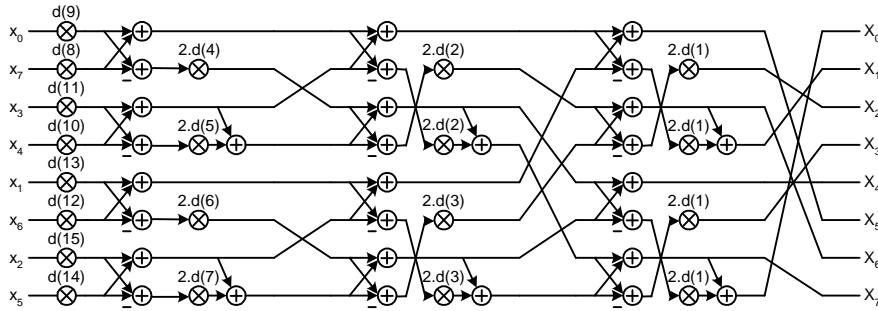 d(9)
x0 X0
d(8) 2.d(4) 2.d(2) 2.d(1)
x7 X1
d(11)
x3 X2
d(10) 2.d(5) 2.d(2) 2.d(1)
x4 X3
d(13)
x1 X4
d(12) 2.d(6) 2.d(3) 2.d(1)
x6 X5
d(15)
x2 X6
d(14) 2.d(7) 2.d(3) 2.d(1)
x5 X7